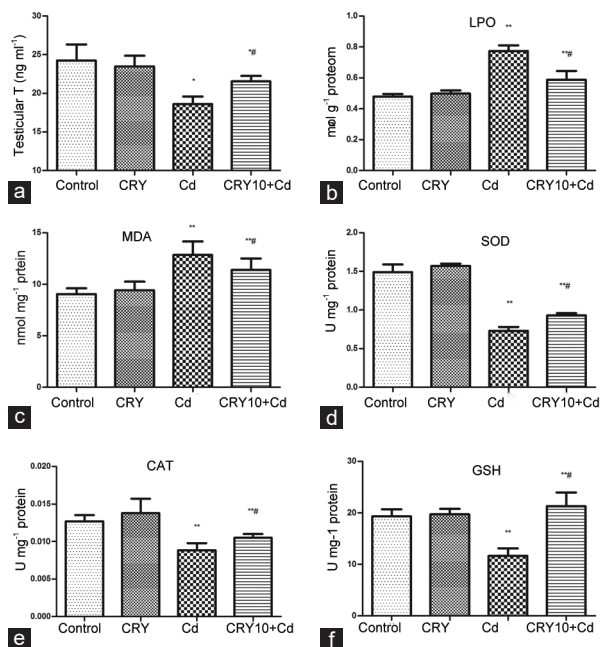 Testicular T (ng ml-1)
30
25
20
15
10
*
*#
Control CRY Cd CRY10+Cd
a
LPO
mol g-1 proteom
1.0
0.8
0.6
0.4
0.2
0.0
**
**#
Control CRY Cd CRY10+Cd
b
MDA
nmol mg-1 prtein
15
10
5
0
**
**#
Control CRY Cd CRY10+Cd
c
SOD
U mg-1 protein
2.0
1.5
1.0
0.5
0.0
**
**#
Control CRY Cd CRY10+Cd
d
CAT
U mg-1 protein
0.020
0.015
0.010
0.005
0.000
**
**#
Control CRY Cd CRY10+Cd
e
GSH
U mg-1 protein
30
20
10
0
**
**#
Control CRY Cd CRY10+Cd
f